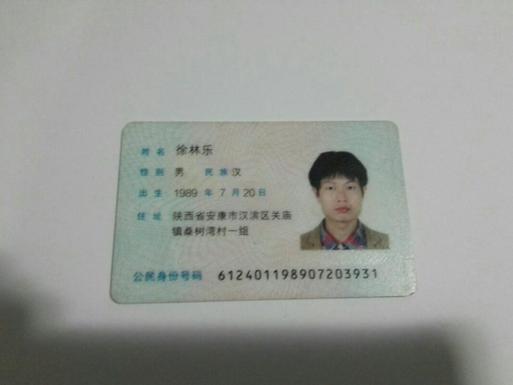 姓名 徐林乐
性别 男 民族 汉
出生 1989 年 7 月 20 日
住址 陕西省安康市汉滨区关庙
镇桑树湾村一组
公民身份号码 612401198907203931